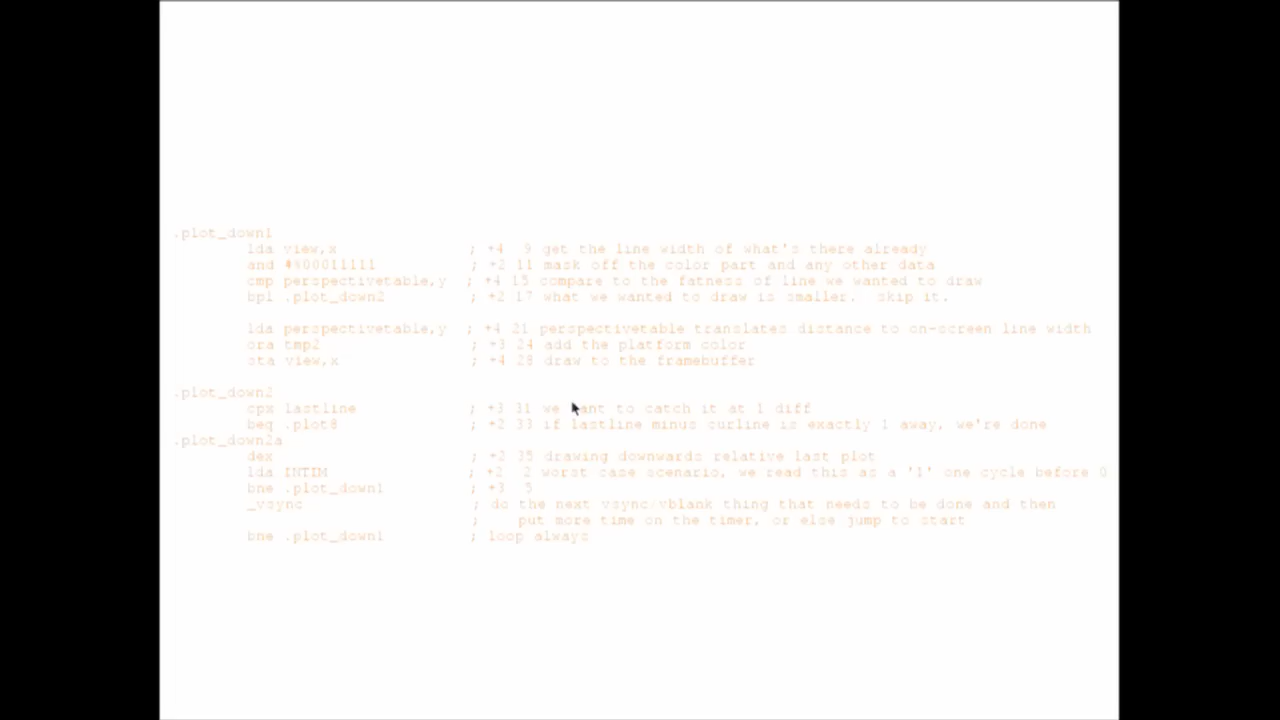 .plot_down1
lda view,x ; +4 9 get the line width of what's there already
and #%00011111 ; +2 11 mask off the color part and any other data
cmp perspectivetable,y ; +4 15 compare to the fatness of line we wanted to draw
bpl .plot_down2 ; +2 17 what we wanted to draw is smaller. skip it.
lda perspectivetable,y ; +4 21 perspectivetable translates distance to on-screen line width
ora tmp2 ; +3 24 add the platform color
sta view,x ; +4 28 draw to the framebuffer
.plot_down2
cpx lastline ; +3 31 we want to catch it at 1 diff
beq .plot8 ; +2 33 if lastline minus curline is exactly 1 away, we're done
.plot_down2a
dex ; +2 35 drawing downwards relative last plot
lda INTIM ; +2 2 worst case scenario, we read this as a '1' one cycle before 0
bne .plot_down1 ; +3 5
_vsync ; do the next vsync/vblank thing that needs to be done and then
; put more time on the timer, or else jump to start
bne .plot_down1 ; loop always